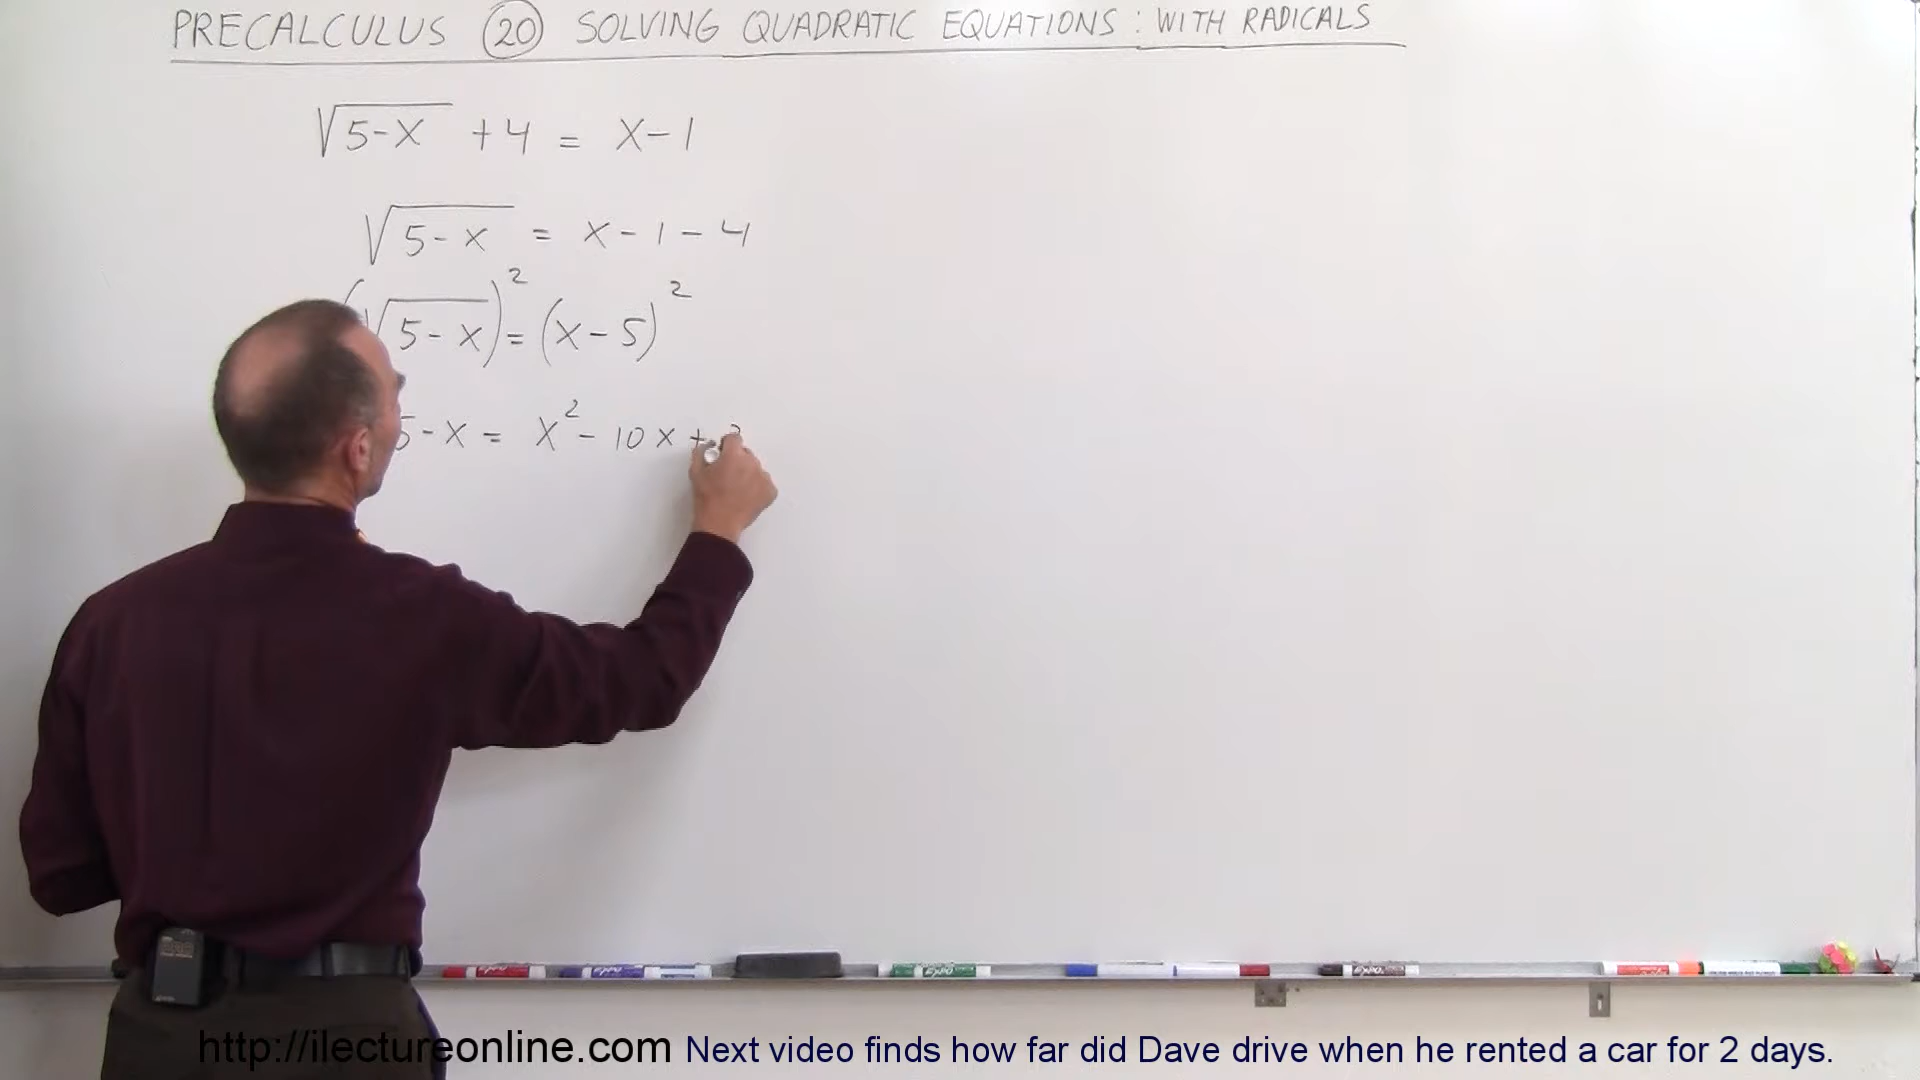 PRECALCULUS 20 SOLVING QUADRATIC EQUATIONS : WITH RADICALS
√5-X +4 = X-1
√5-x = x-1-4
(√5-x)² = (x-5)²
5-x = x²-10x+
http://ilectureonline.com Next video finds how far did Dave drive when he rented a car for 2 days.